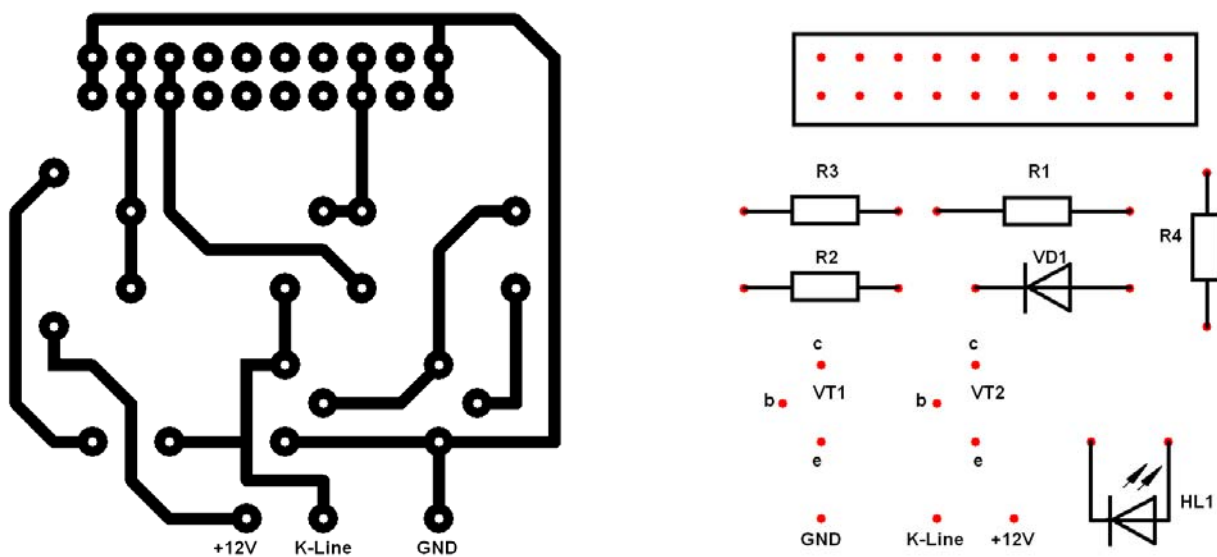 +12V K-Line GND
R3 R1
R4
R2 VD1
c c
b VT1 b VT2
e e
HL1
GND K-Line +12V